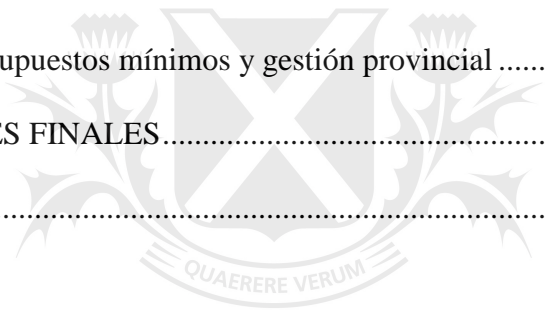 upuestos mínimos y gestión provincial ......
ES FINALES................................................
....................................................................
QUAERERE VERUM